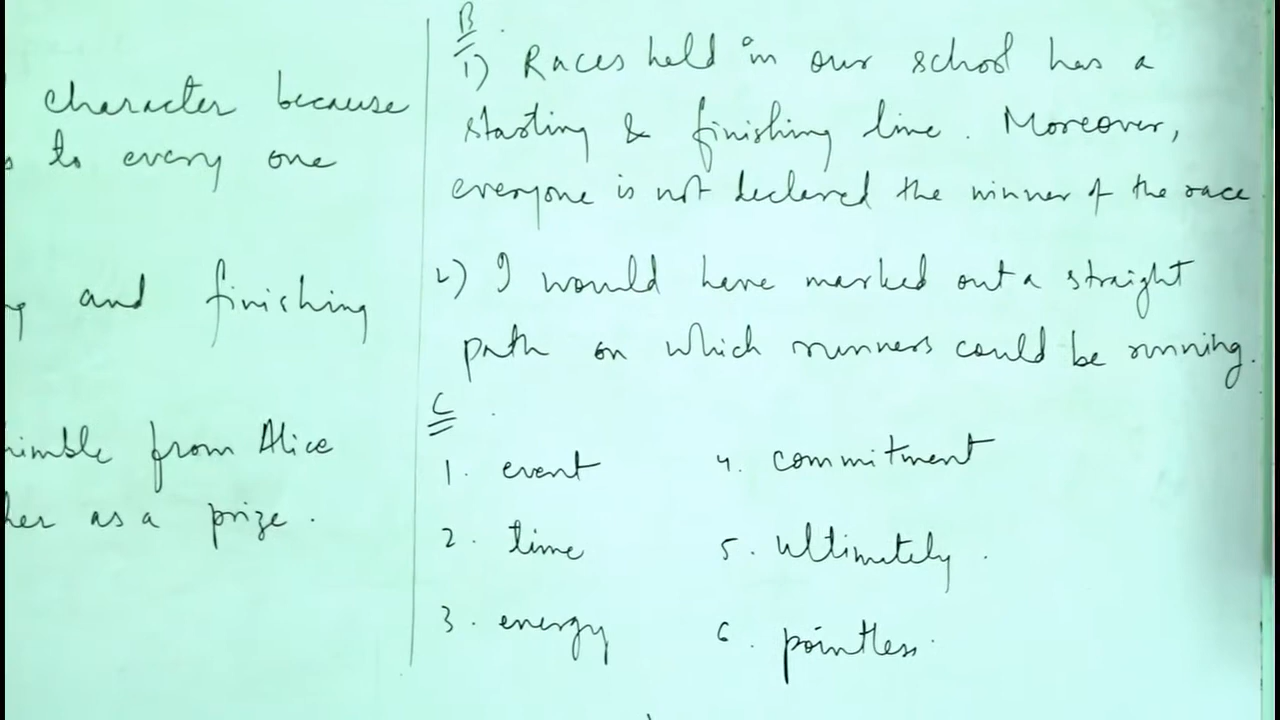 character because
to every one
and finishing
from Alice
her as a prize.
B
1) Races held in our school has a
starting & finishing line. Moreover,
everyone is not declared the winner of the race.
2) I would have marked out a straight
path on which runners could be running.
C
1. event
2. time
3. energy
4. commitment
5. ultimately.
6. pointless.